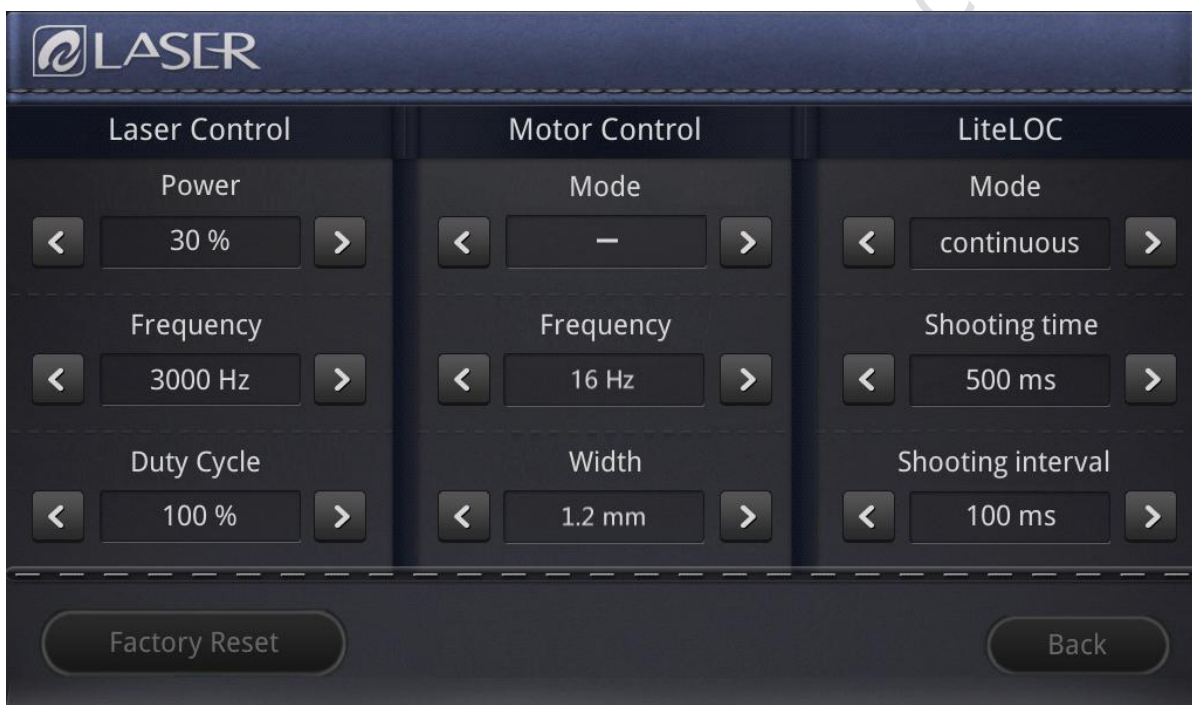 LASER
Laser Control
Power
30 %
Frequency
3000 Hz
Duty Cycle
100 %
Motor Control
Mode
–
Frequency
16 Hz
Width
1.2 mm
LiteLOC
Mode
continuous
Shooting time
500 ms
Shooting interval
100 ms
Factory Reset
Back